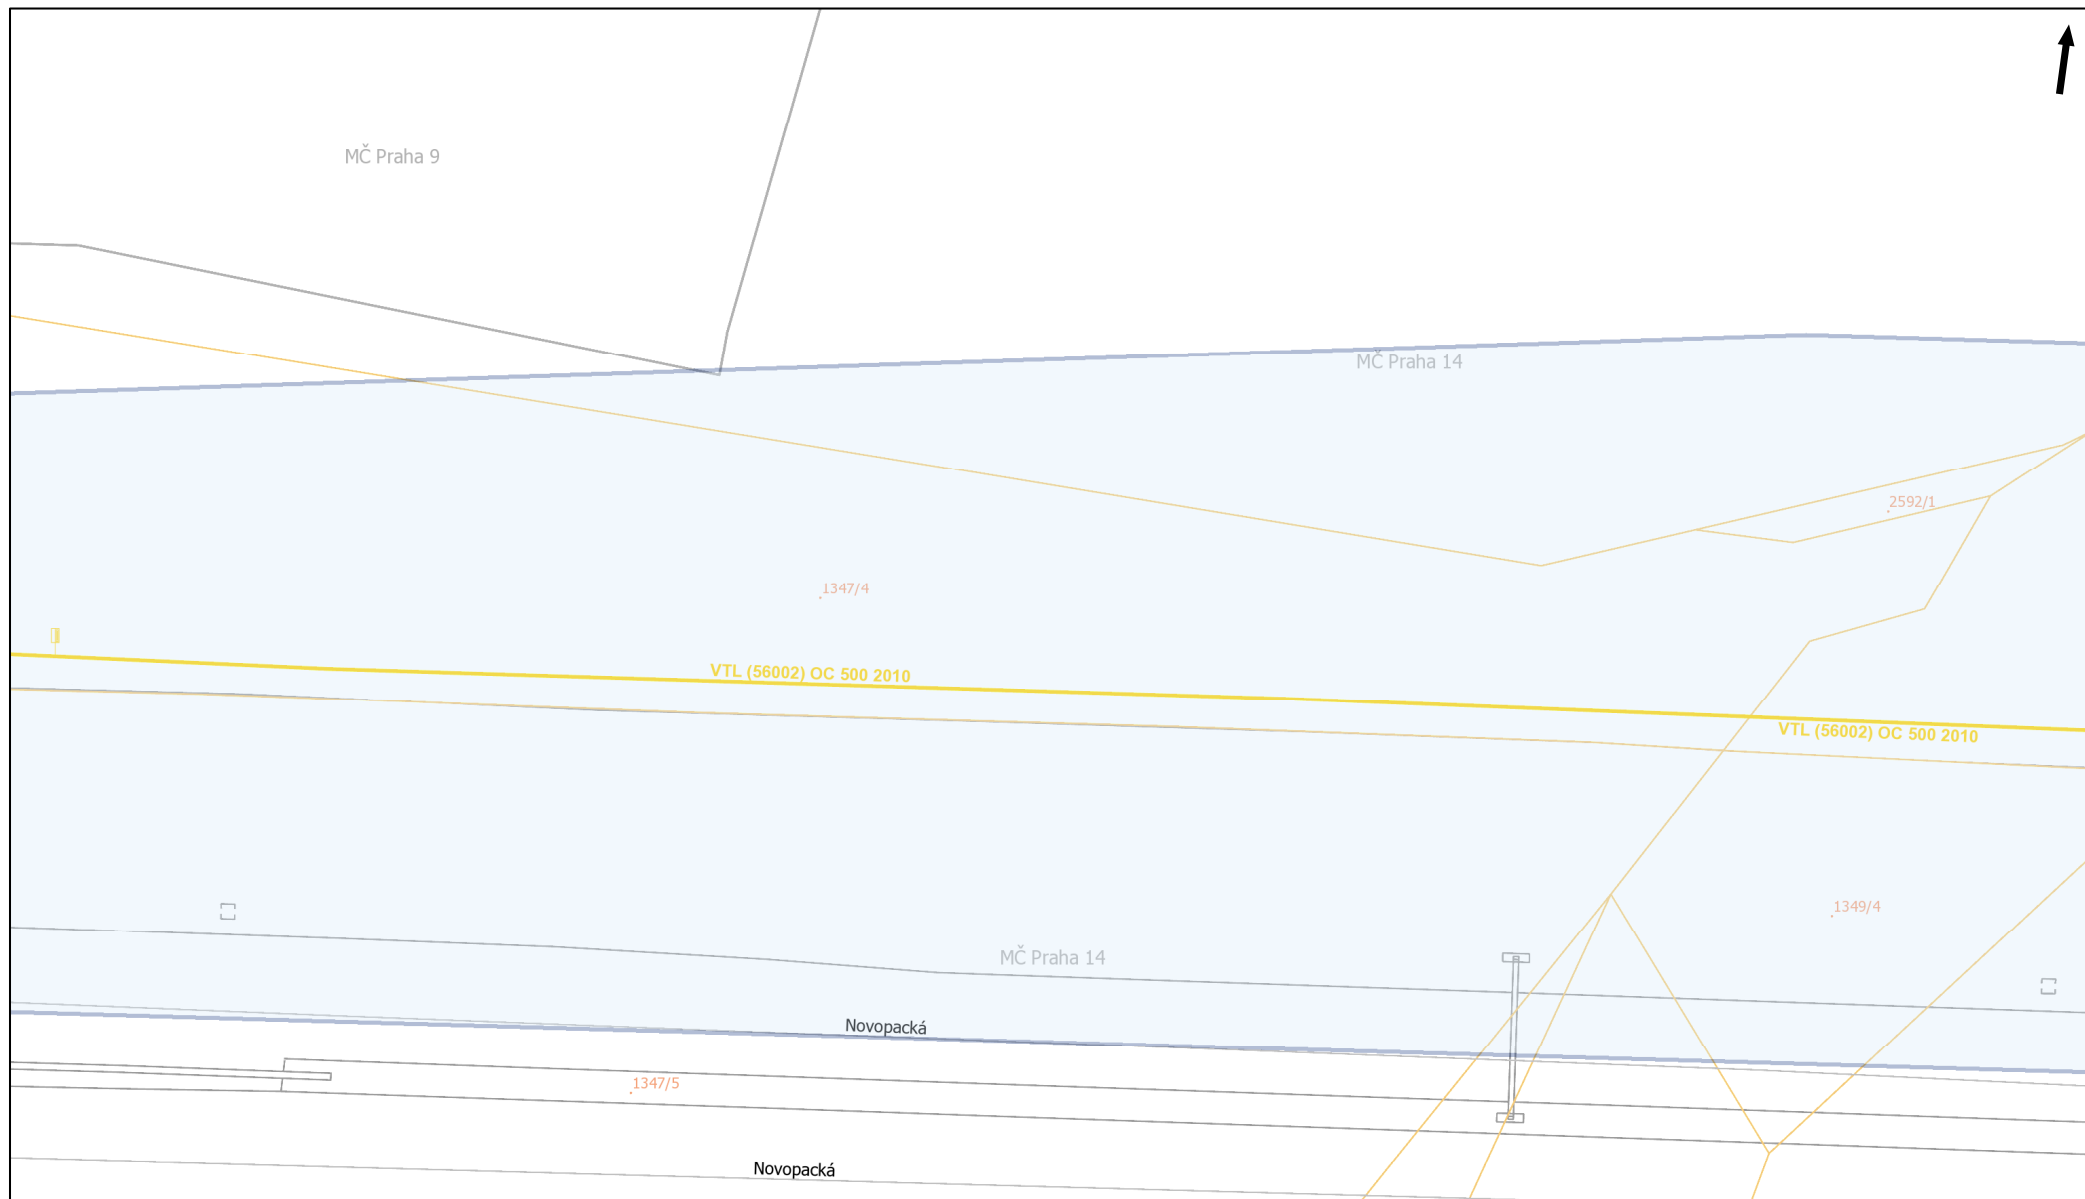 MČ Praha 9
MČ Praha 14
2592/1
1347/4
VTL (56002) OC 500 2010
VTL (56002) OC 500 2010
1349/4
MČ Praha 14
Novopacká
1347/5
Novopacká